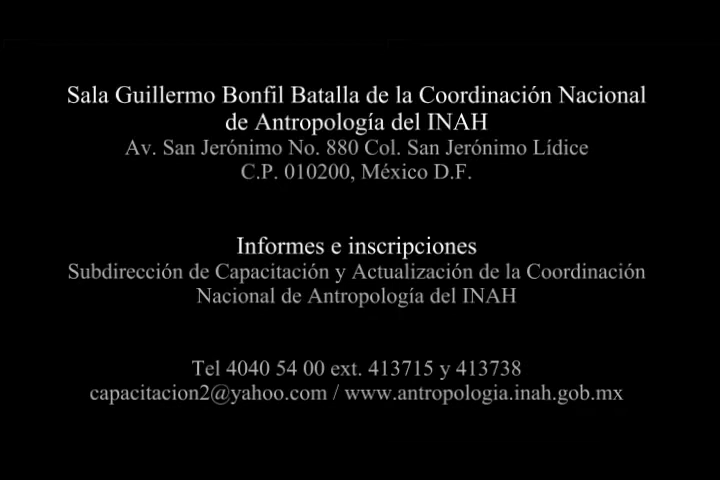 Sala Guillermo Bonfil Batalla de la Coordinación Nacional
de Antropología del INAH
Av. San Jerónimo No. 880 Col. San Jerónimo Lídice
C.P. 010200, México D.F.
Informes e inscripciones
Subdirección de Capacitación y Actualización de la Coordinación
Nacional de Antropología del INAH
Tel 4040 54 00 ext. 413715 y 413738
capacitacion2@yahoo.com / www.antropologia.inah.gob.mx